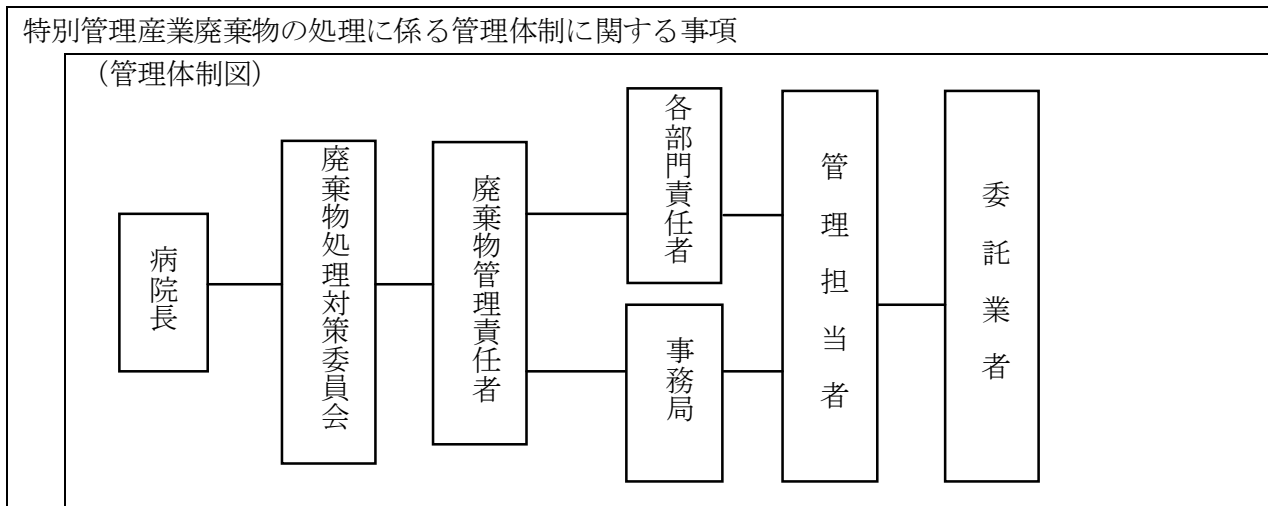 特別管理産業廃棄物の処理に係る管理体制に関する事項
（管理体制図）
病院長
廃棄物処理対策委員会
廃棄物管理責任者
各部門責任者
事務局
管理担当者
委託業者